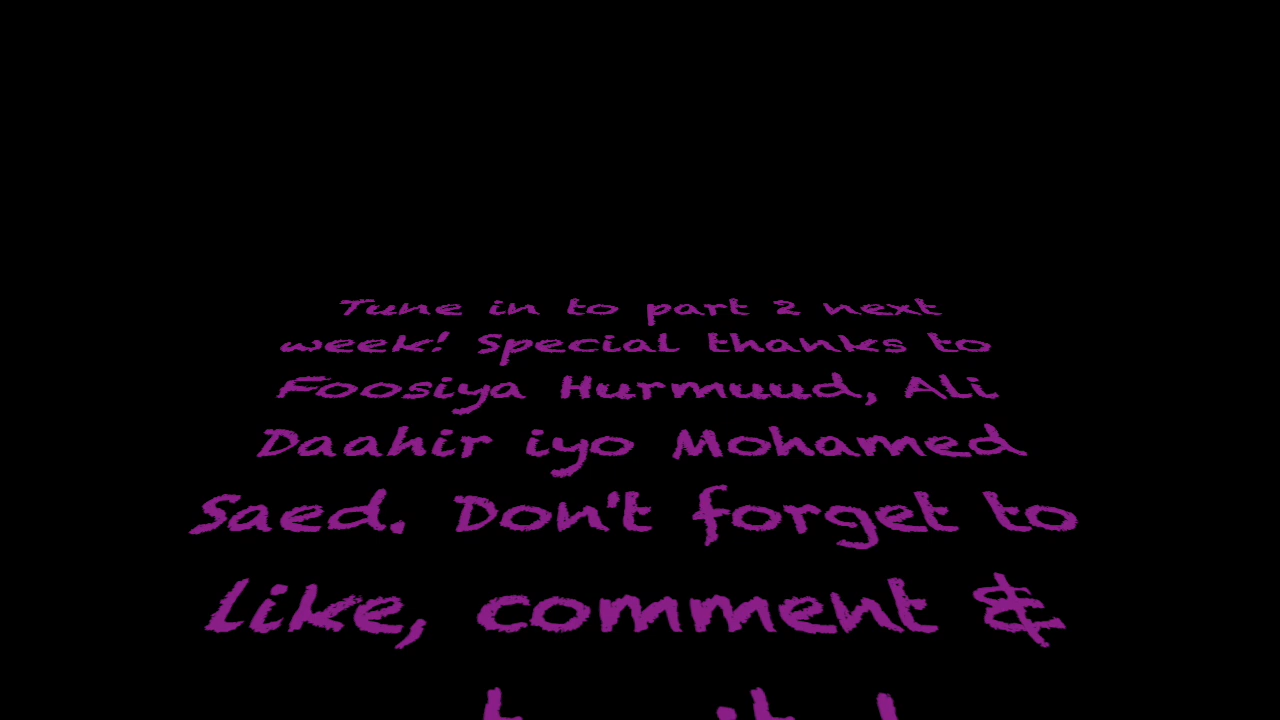 Tune in to part 2 next
week! Special thanks to
Foosiya Hurmuud, Ali
Daahir iyo Mohamed
Saed. Don't forget to
like, comment &